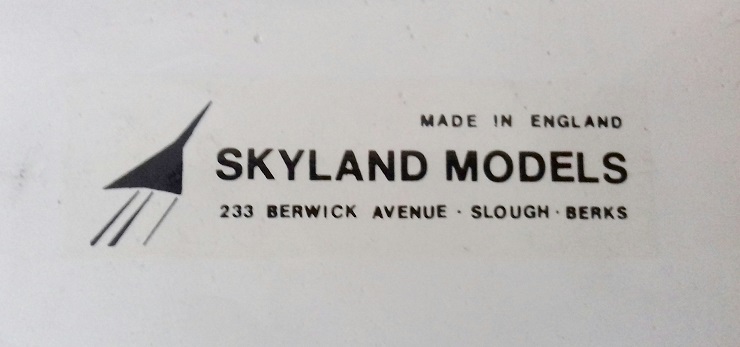 MADE IN ENGLAND
SKYLAND MODELS
233 BERWICK AVENUE · SLOUGH · BERKS